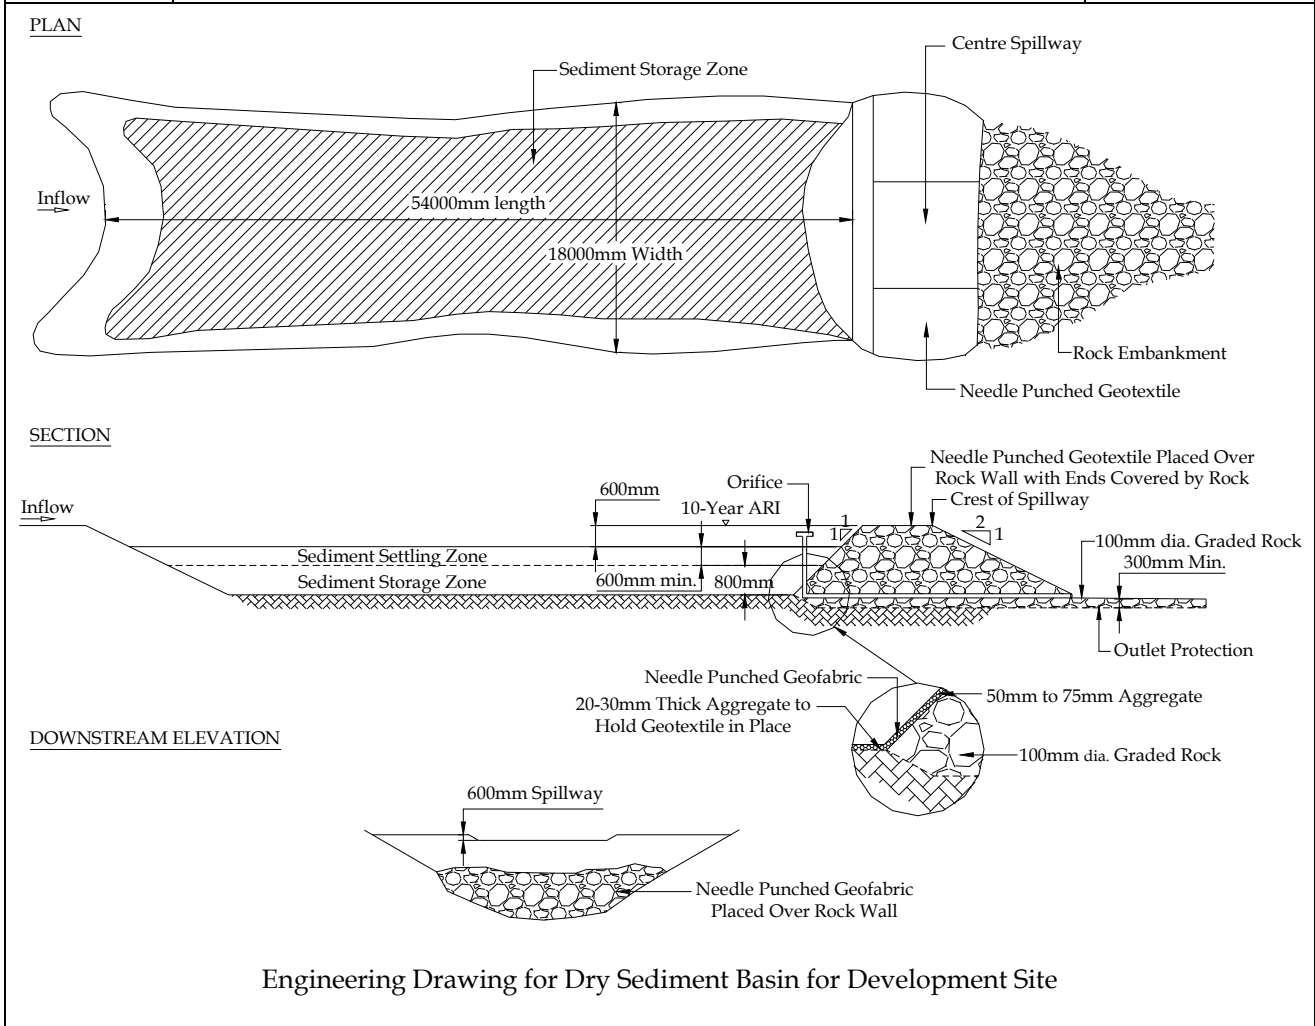 PLAN
Centre Spillway
Sediment Storage Zone
Inflow
54000mm length
18000mm Width
Rock Embankment
Needle Punched Geotextile
SECTION
Needle Punched Geotextile Placed Over
Rock Wall with Ends Covered by Rock
Crest of Spillway
Orifice
600mm
10-Year ARI
Inflow
1
1
2
1
100mm dia. Graded Rock
300mm Min.
Sediment Settling Zone
Sediment Storage Zone
600mm min.
800mm
Outlet Protection
Needle Punched Geofabric
50mm to 75mm Aggregate
20-30mm Thick Aggregate to
Hold Geotextile in Place
100mm dia. Graded Rock
DOWNSTREAM ELEVATION
600mm Spillway
Needle Punched Geofabric
Placed Over Rock Wall
Engineering Drawing for Dry Sediment Basin for Development Site